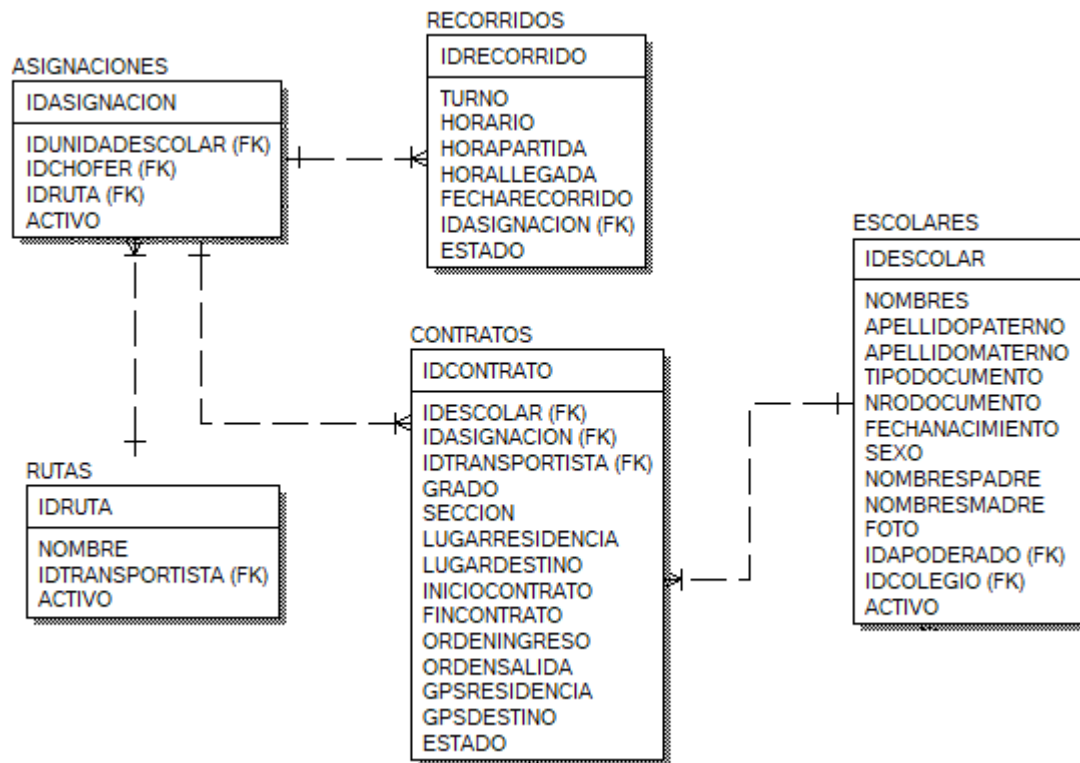 RECORRIDOS
IDRECORRIDO
TURNO
HORARIO
HORAPARTIDA
HORALLEGADA
FECHARECORRIDO
IDASIGNACION (FK)
ESTADO
ASIGNACIONES
IDASIGNACION
IDUNIDADESCOLAR (FK)
IDCHOFER (FK)
IDRUTA (FK)
ACTIVO
ESCOLARES
IDESCOLAR
NOMBRES
APELLIDOPATERNO
APELLIDOMATERNO
TIPODOCUMENTO
NRODOCUMENTO
FECHANACIMIENTO
SEXO
NOMBRESPADRE
NOMBRESMADRE
FOTO
IDAPODERADO (FK)
IDCOLEGIO (FK)
ACTIVO
CONTRATOS
IDCONTRATO
IDESCOLAR (FK)
IDASIGNACION (FK)
IDTRANSPORTISTA (FK)
GRADO
SECCION
LUGARRESIDENCIA
LUGARDESTINO
INICIOCONTRATO
FINCONTRATO
ORDENINGRESO
ORDENSALIDA
GPSRESIDENCIA
GPSDESTINO
ESTADO
RUTAS
IDRUTA
NOMBRE
IDTRANSPORTISTA (FK)
ACTIVO